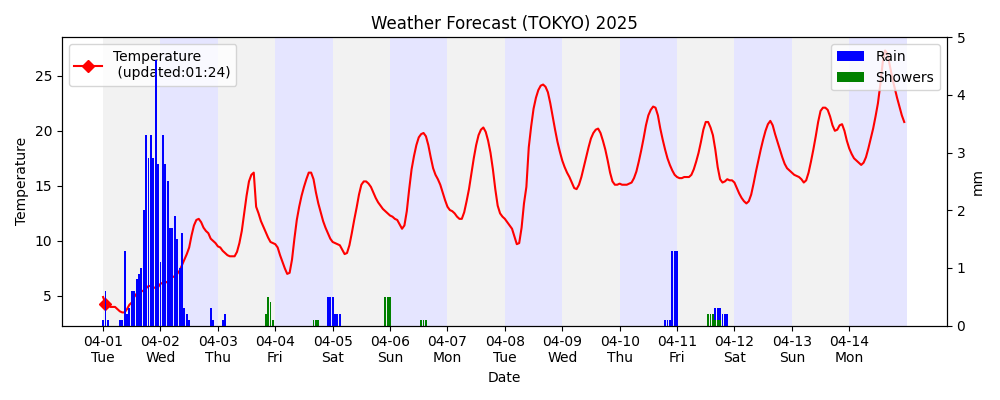 Weather Forecast (TOKYO) 2025
Temperature
(updated:01:24)
Rain
Showers
Temperature
25
20
15
10
5
5
4
3
2
1
0
mm
04-01 04-02 04-03 04-04 04-05 04-06 04-07 04-08 04-09 04-10 04-11 04-12 04-13 04-14
Tue Wed Thu Fri Sat Sun Mon Tue Wed Thu Fri Sat Sun Mon
Date